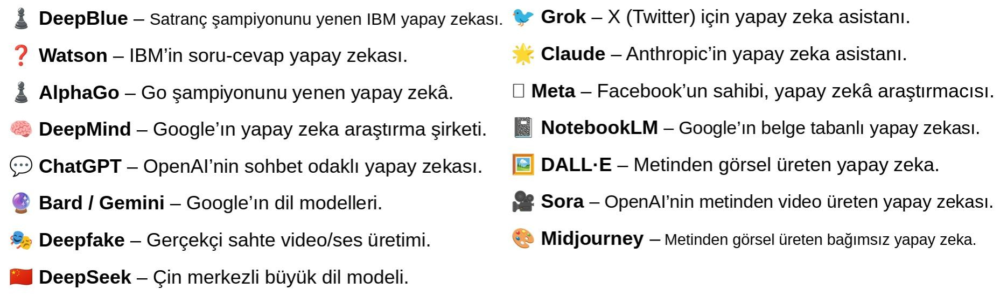 DeepBlue – Satranç şampiyonunu yenen IBM yapay zekası.
Watson – IBM’in soru-cevap yapay zekası.
AlphaGo – Go şampiyonunu yenen yapay zekâ.
DeepMind – Google’ın yapay zeka araştırma şirketi.
ChatGPT – OpenAI’nin sohbet odaklı yapay zekası.
Bard / Gemini – Google’ın dil modelleri.
Deepfake – Gerçekçi sahte video/ses üretimi.
DeepSeek – Çin merkezli büyük dil modeli.
Grok – X (Twitter) için yapay zeka asistanı.
Claude – Anthropic’in yapay zeka asistanı.
Meta – Facebook’un sahibi, yapay zekâ araştırmacısı.
NotebookLM – Google’ın belge tabanlı yapay zekası.
DALL·E – Metinden görsel üreten yapay zeka.
Sora – OpenAI’nin metinden video üreten yapay zekası.
Midjourney – Metinden görsel üreten bağımsız yapay zeka.